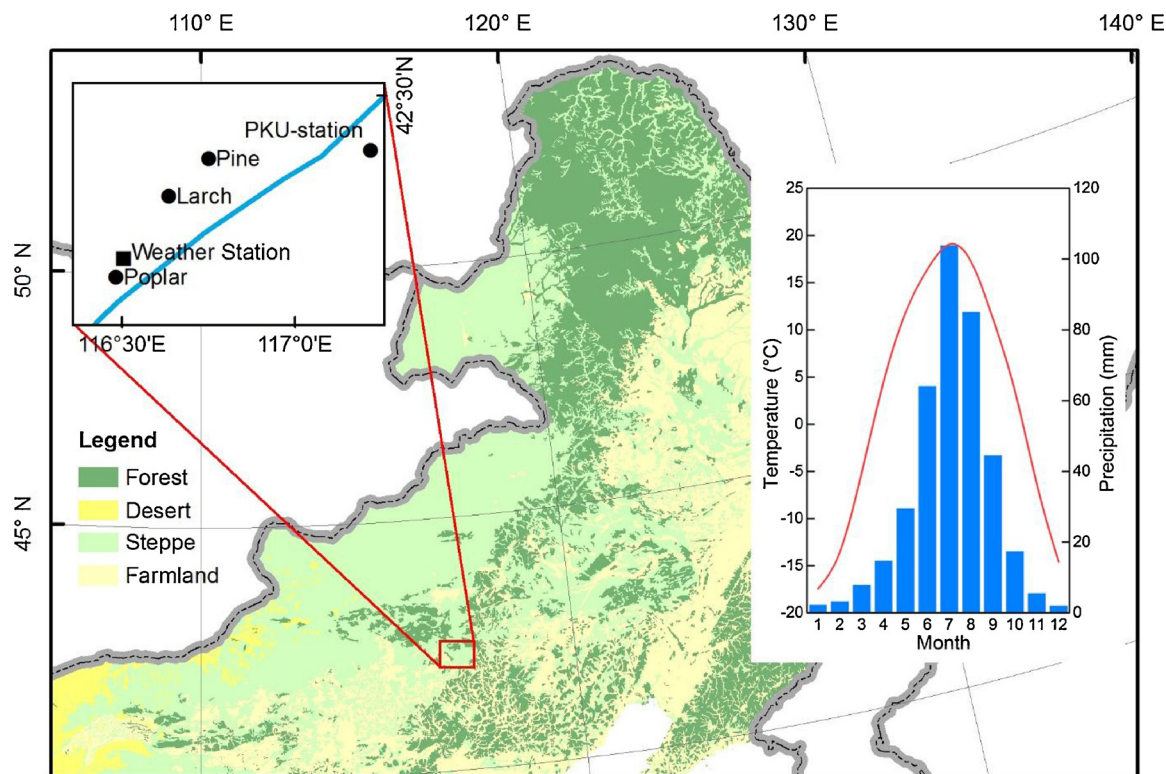 110° E
120° E
130° E
140° E
50° N
45° N
42°30'N
PKU-station
Pine
Larch
Weather Station
Poplar
116°30'E
117°0'E
Legend
Forest
Desert
Steppe
Farmland
Temperature (°C)
25
20
15
10
5
0
-5
-10
-15
-20
120
100
80
60
40
20
0
Precipitation (mm)
1 2 3 4 5 6 7 8 9 10 11 12
Month